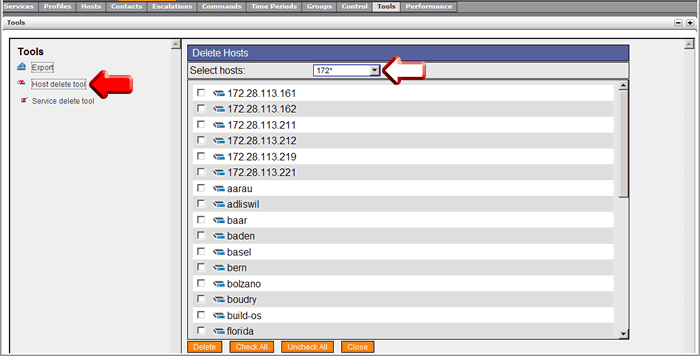 Services Profiles Hosts Contacts Escalations Commands Time Periods Groups Control Tools Performance
Tools
Tools
Export
Host delete tool
Service delete tool
Delete Hosts
Select hosts: 172*
172.28.113.161
172.28.113.162
172.28.113.211
172.28.113.212
172.28.113.219
172.28.113.221
aarau
adliswil
baar
baden
basel
bern
bolzano
boudry
build-os
florida
Delete Check All Uncheck All Close